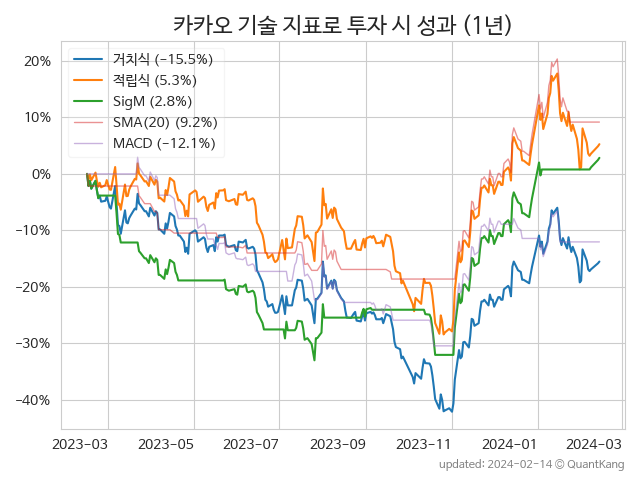 카카오 기술 지표로 투자 시 성과 (1년)
거치식 (−15.5%)
적립식 (5.3%)
SigM (2.8%)
SMA(20) (9.2%)
MACD (−12.1%)
20%
10%
0%
−10%
−20%
−30%
−40%
2023-03 2023-05 2023-07 2023-09 2023-11 2024-01 2024-03
updated: 2024-02-14 © QuantKang